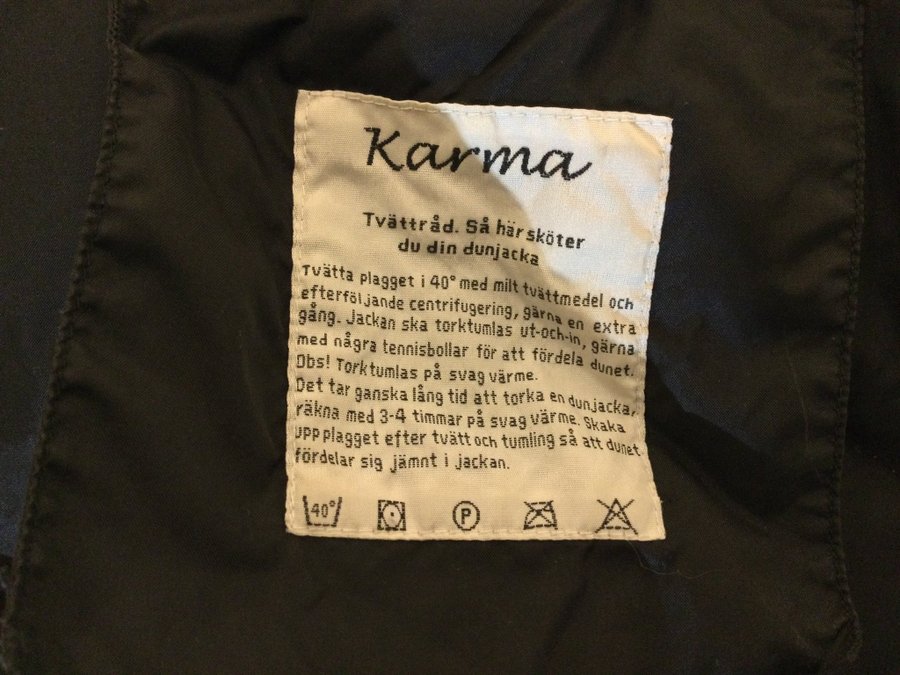 Karma
Tvättråd. Så här sköter
du din dunjacka
Tvätta plagget i 40° med milt tvättmedel och
efterföljande centrifugering, gärna en extra
gång. Jackan ska torktumlas ut-och-in, gärna
med några tennisbollar för att fördela dunet.
Obs! Torktumlas på svag värme.
Det tar ganska lång tid att torka en dunjacka,
räkna med 3-4 timmar på svag värme. Skaka
upp plagget efter tvätt och tumling så att dunet
fördelar sig jämnt i jackan.
40° P